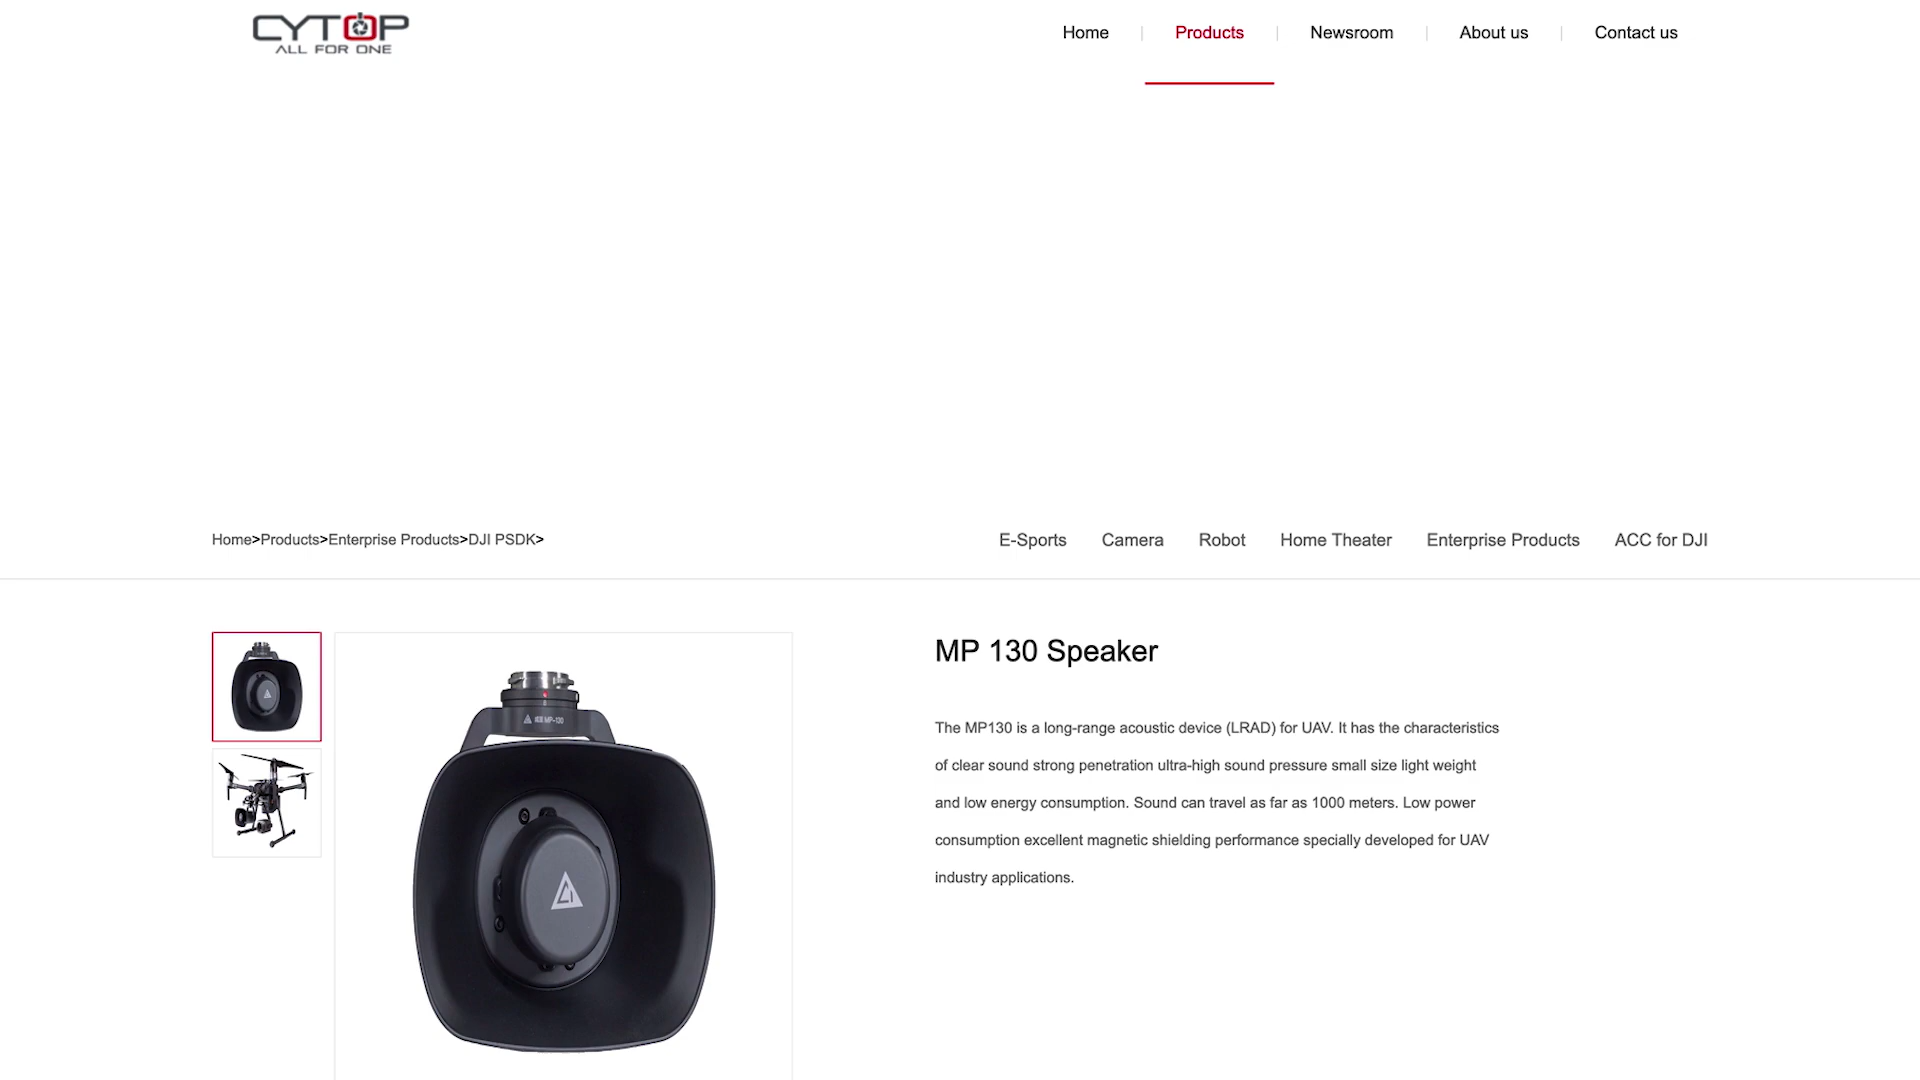 CYTOP
ALL FOR ONE
Home
Products
Newsroom
About us
Contact us
Home>Products>Enterprise Products>DJI PSDK>
E-Sports
Camera
Robot
Home Theater
Enterprise Products
ACC for DJI
MP-130
MP 130 Speaker
The MP130 is a long-range acoustic device (LRAD) for UAV. It has the characteristics
of clear sound strong penetration ultra-high sound pressure small size light weight
and low energy consumption. Sound can travel as far as 1000 meters. Low power
consumption excellent magnetic shielding performance specially developed for UAV
industry applications.